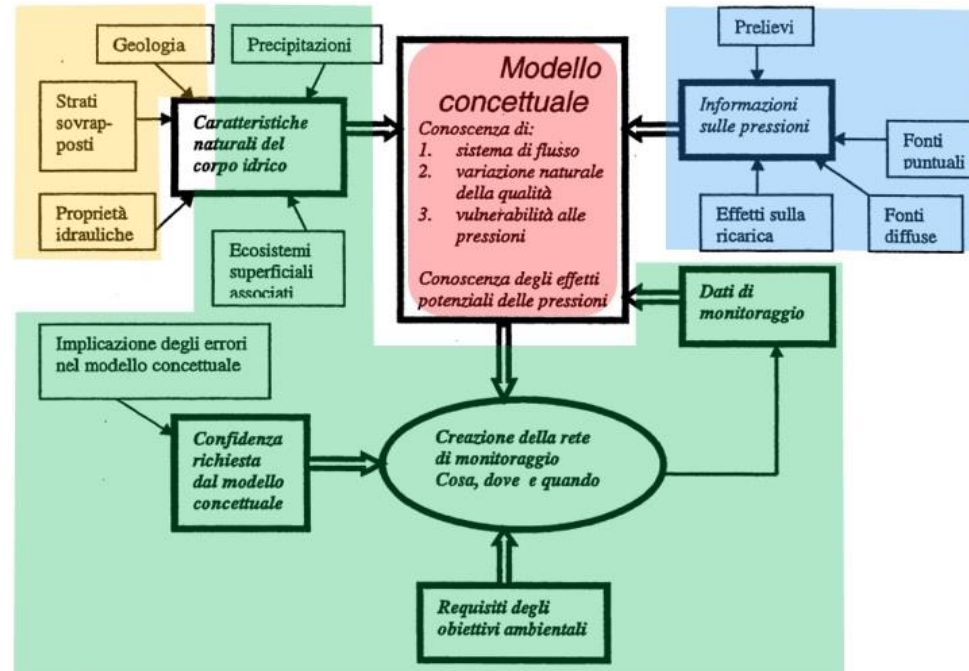 Geologia
Precipitazioni
Strati
sovrap-
posti
Caratteristiche
naturali del
corpo idrico
Proprietà
idrauliche
Ecosistemi
superficiali
associati
Modello
concettuale
Conoscenza di:
1. sistema di flusso
2. variazione naturale
della qualità
3. vulnerabilità alle
pressioni
Conoscenza degli effetti
potenziali delle pressioni
Prelievi
Informazioni
sulle pressioni
Fonti
puntuali
Effetti sulla
ricarica
Fonti
diffuse
Dati di
monitoraggio
Implicazione degli errori
nel modello concettuale
Confidenza
richiesta
dal modello
concettuale
Creazione della rete
di monitoraggio
Cosa, dove e quando
Requisiti degli
obiettivi ambientali